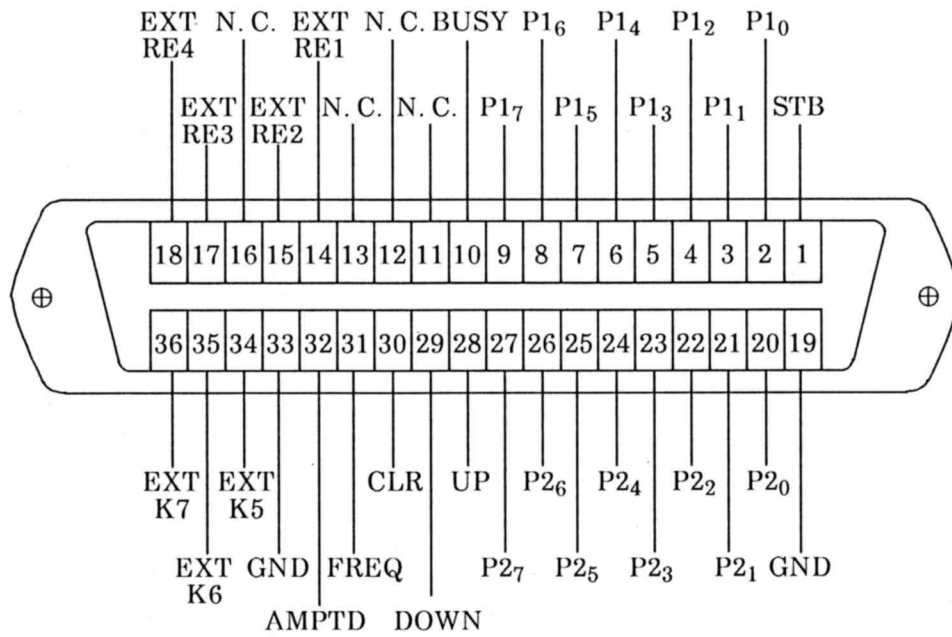 EXT N. C. EXT N. C. BUSY P1₆ P1₄ P1₂ P1₀
RE4 RE1
EXT EXT N. C. N. C. P1₇ P1₅ P1₃ P1₁ STB
RE3 RE2
18 17 16 15 14 13 12 11 10 9 8 7 6 5 4 3 2 1
36 35 34 33 32 31 30 29 28 27 26 25 24 23 22 21 20 19
EXT EXT CLR UP P2₆ P2₄ P2₂ P2₀
K7 K5
EXT GND FREQ P2₇ P2₅ P2₃ P2₁ GND
K6
AMPTD DOWN